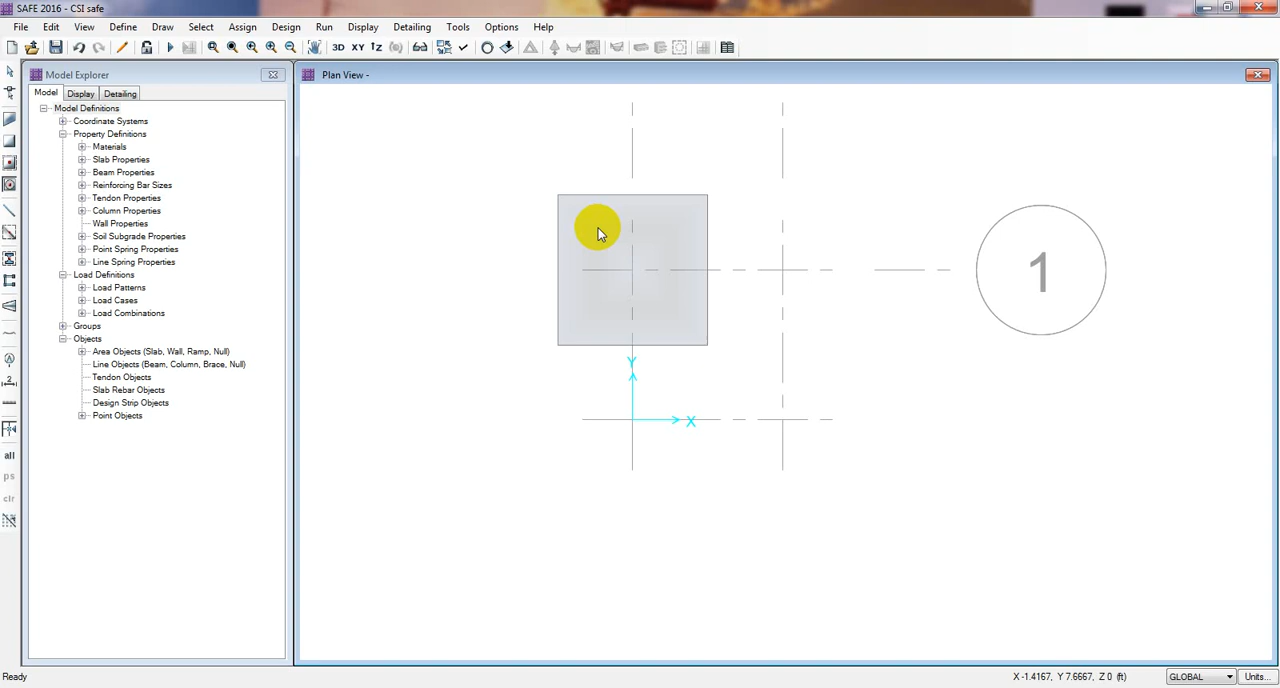 SAFE 2016 - CSI safe
File Edit View Define Draw Select Assign Design Run Display Detailing Tools Options Help
3D XY
Model Explorer
Plan View -
Model Display Detailing
Model Definitions
Coordinate Systems
Property Definitions
Materials
Slab Properties
Beam Properties
Reinforcing Bar Sizes
Tendon Properties
Column Properties
Wall Properties
Soil Subgrade Properties
Point Spring Properties
Line Spring Properties
Load Definitions
Load Patterns
Load Cases
Load Combinations
Groups
Objects
Area Objects (Slab, Wall, Ramp, Null)
Line Objects (Beam, Column, Brace, Null)
Tendon Objects
Slab Rebar Objects
Design Strip Objects
Point Objects
all
ps
clr
1
Y
X
Ready
X -1.4167, Y 7.6667, Z 0 (ft)
GLOBAL
Units...